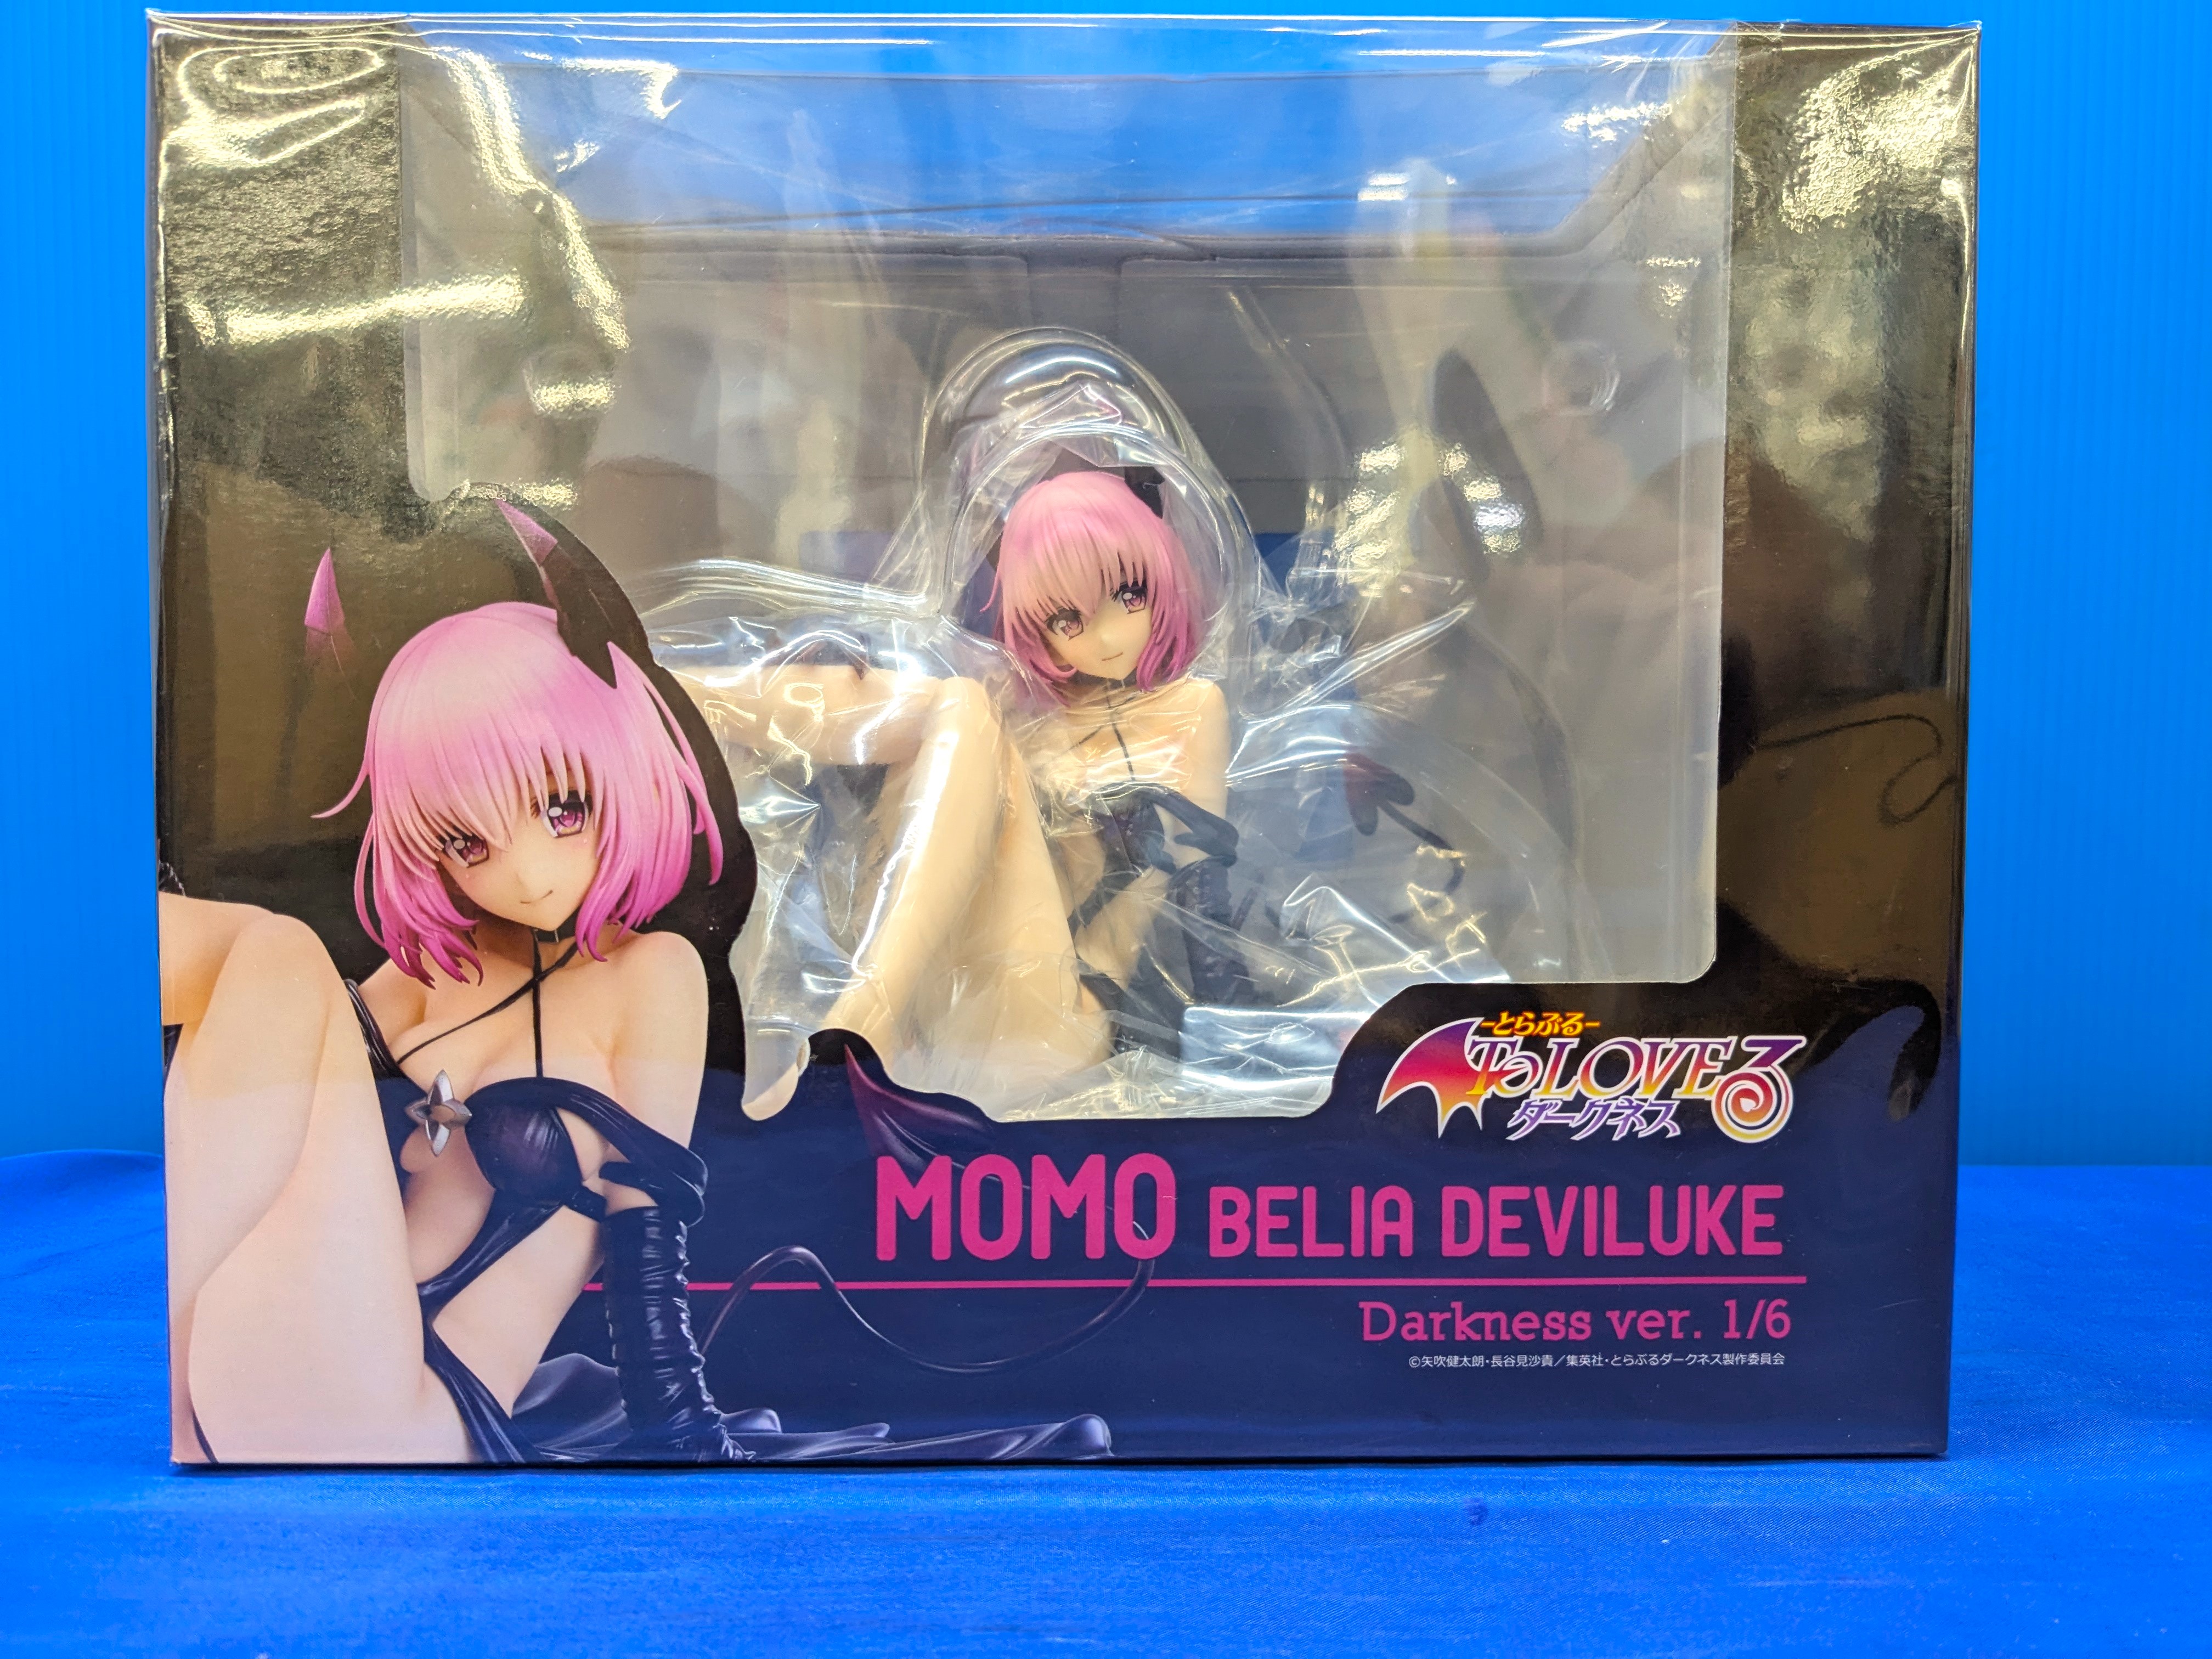 -とらぶる-
To LOVEる
ダークネス
MOMO BELIA DEVILUKE
Darkness ver. 1/6
©矢吹健太朗・長谷見沙貴／集英社・とらぶるダークネス製作委員会